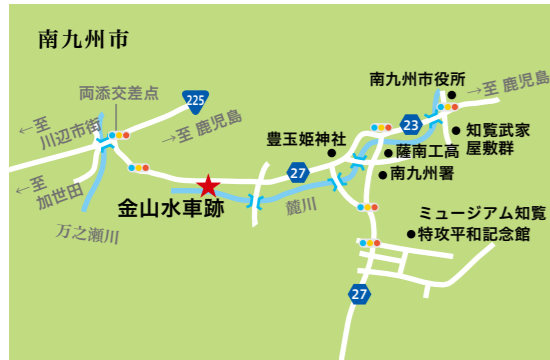 南九州市
両添交差点
225
←至
川辺市街
→至 鹿児島
←至
加世田
万之瀬川
金山水車跡
27
麓川
豊玉姫神社
南九州市役所
→至 鹿児島
23
知覧武家
屋敷群
薩南工高
南九州署
ミュージアム知覧
特攻平和記念館
27